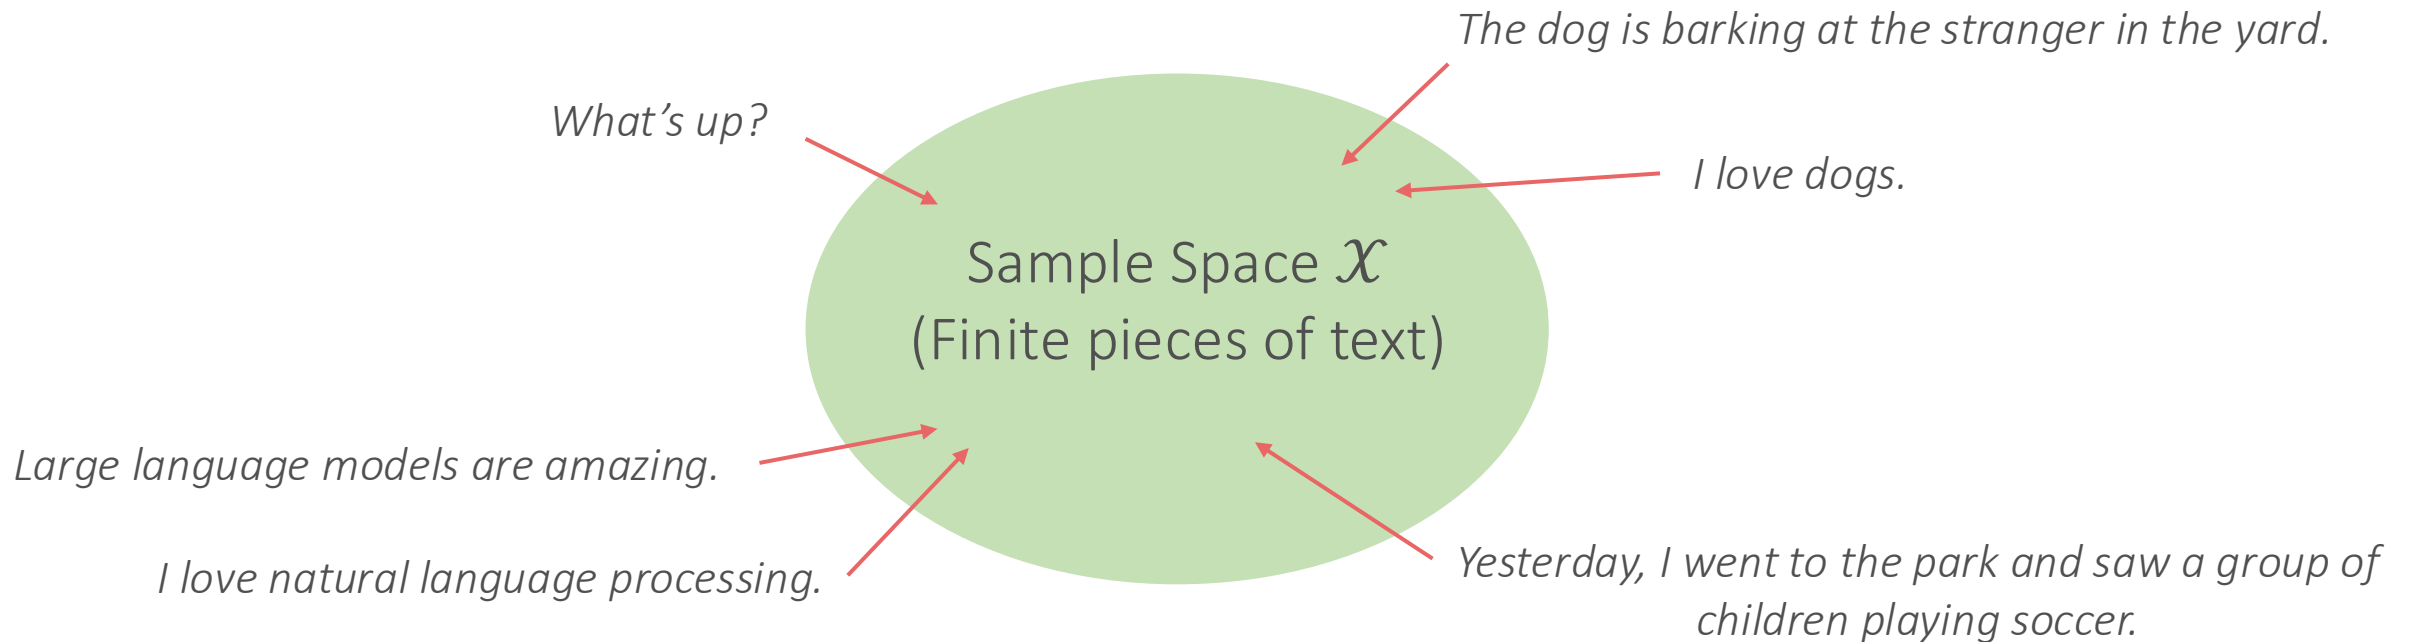 The dog is barking at the stranger in the yard.
What’s up?
I love dogs.
Sample Space 𝒳
(Finite pieces of text)
Large language models are amazing.
I love natural language processing.
Yesterday, I went to the park and saw a group of
children playing soccer.